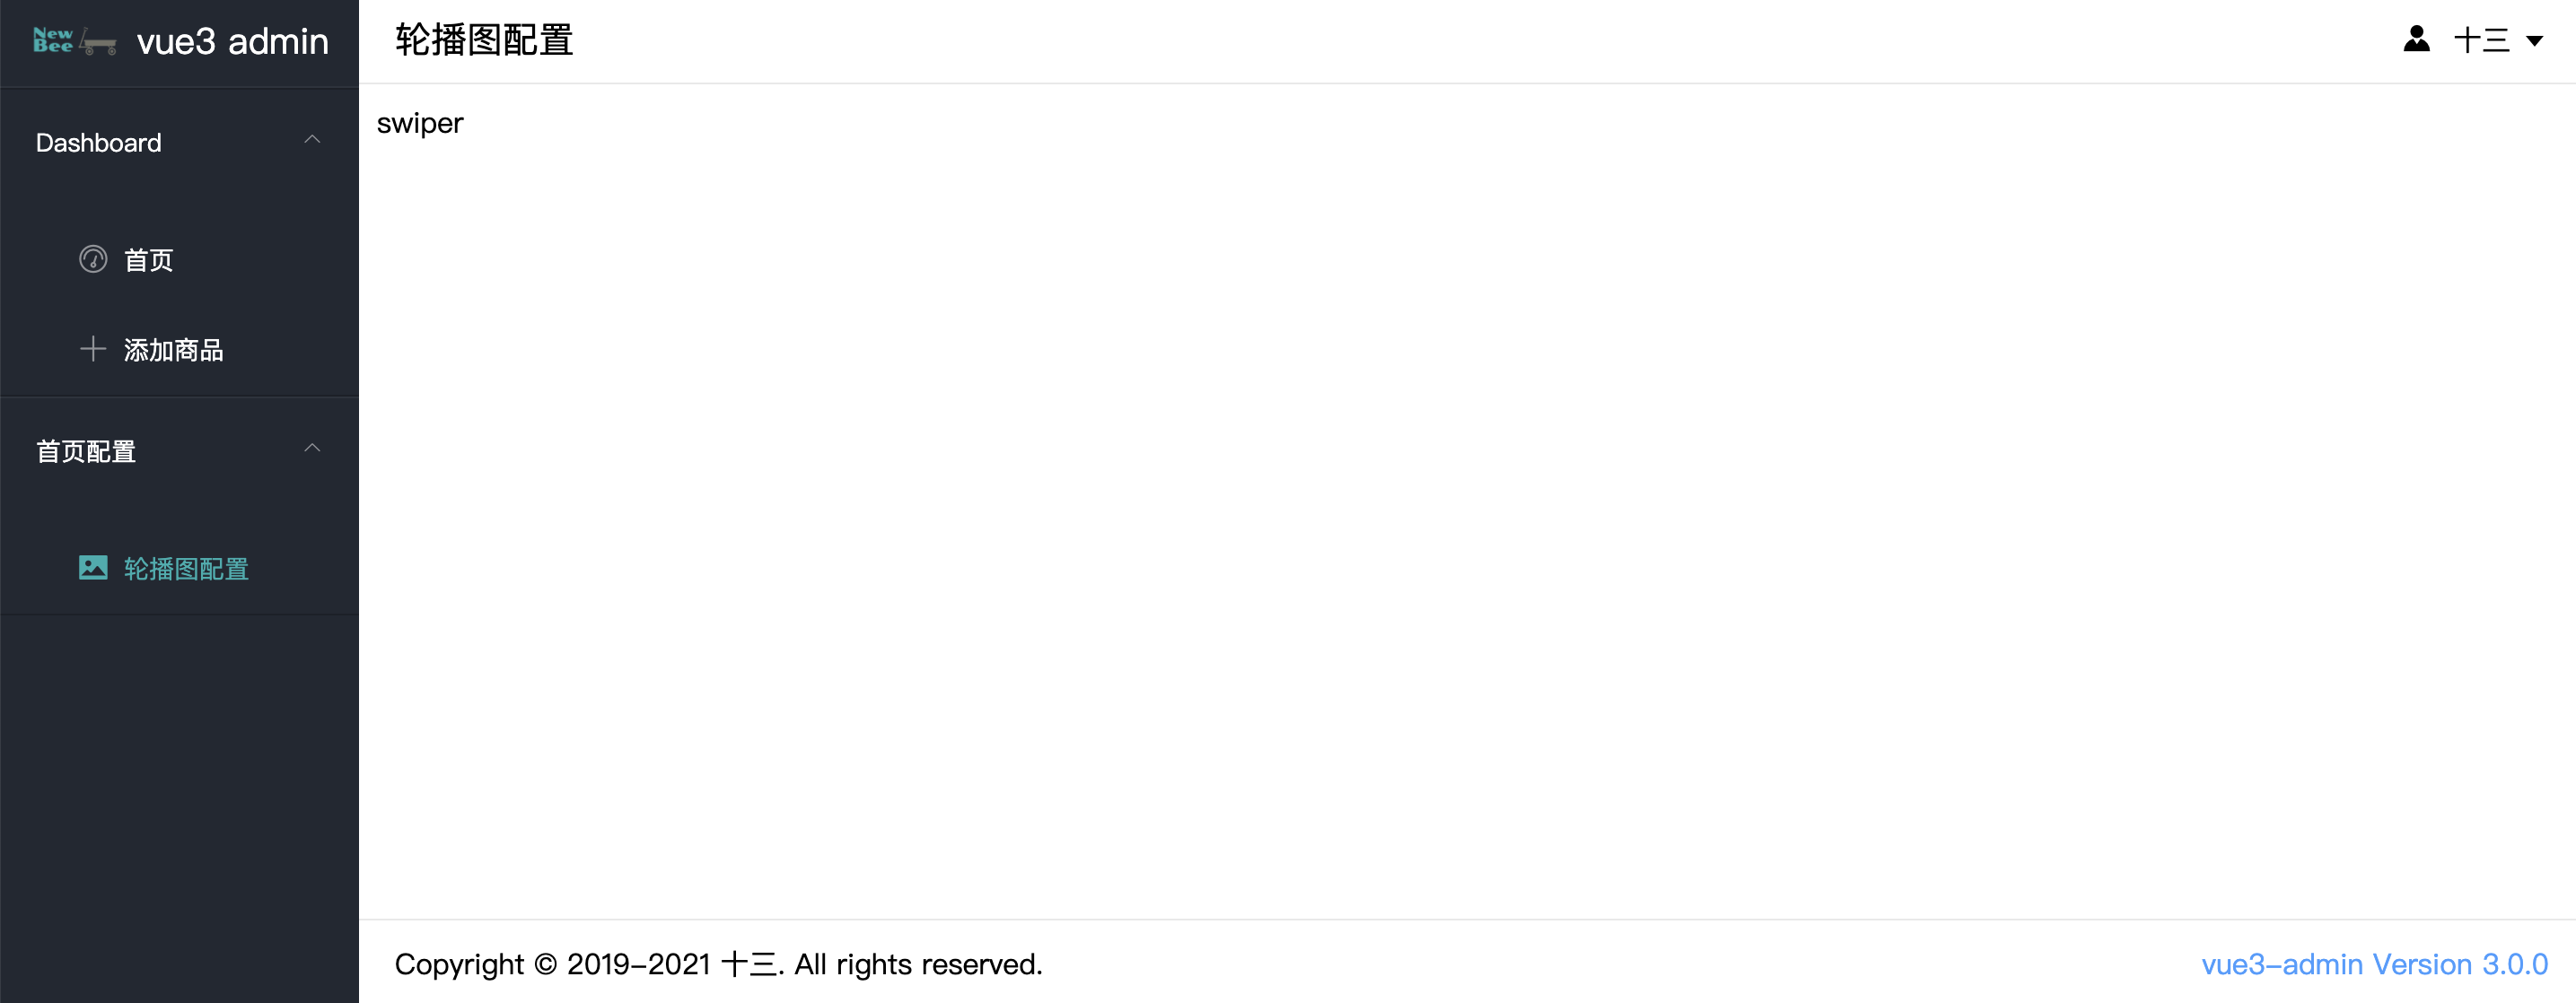 New
Bee
vue3 admin
轮播图配置
十三
Dashboard
首页
添加商品
首页配置
轮播图配置
swiper
Copyright © 2019-2021 十三. All rights reserved.
vue3-admin Version 3.0.0